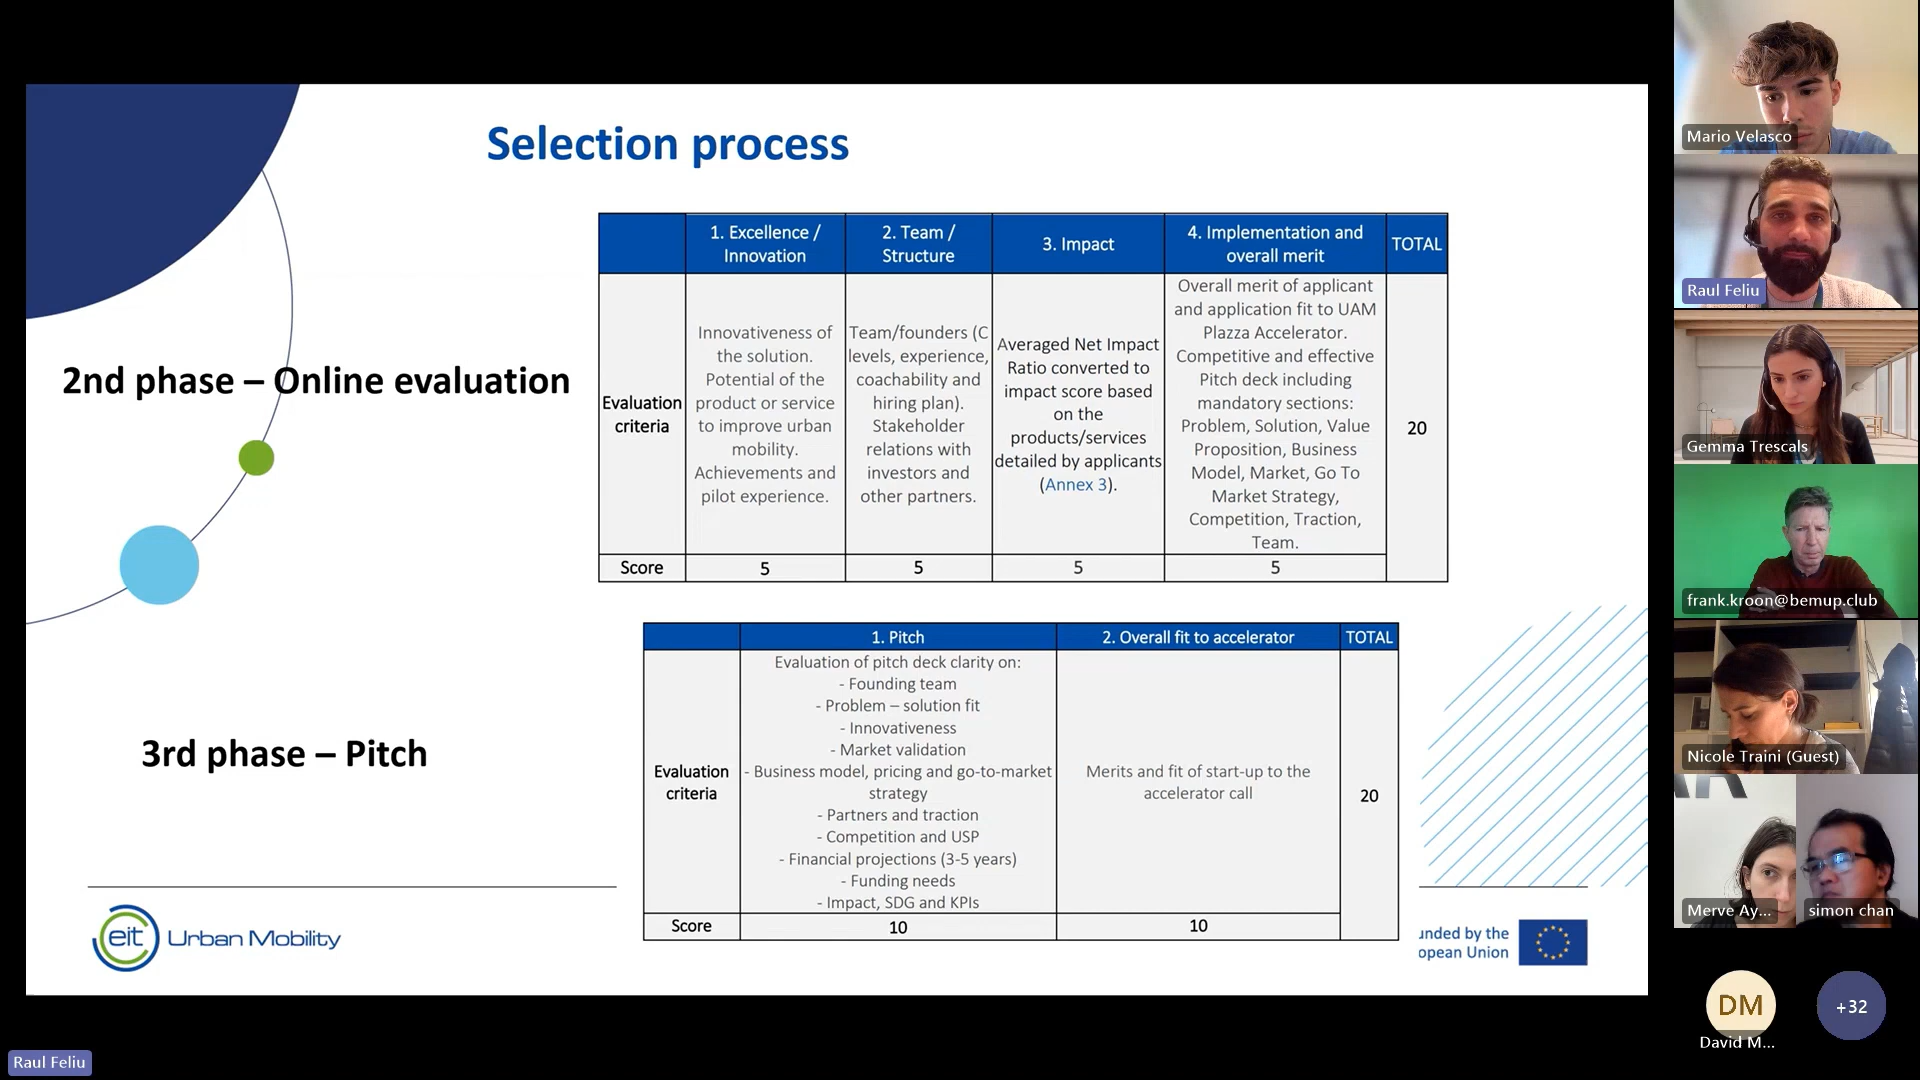 Selection process
2nd phase – Online evaluation
1. Excellence /
Innovation
2. Team /
Structure
3. Impact
4. Implementation and
overall merit
TOTAL
Evaluation
criteria
Innovativeness of
the solution.
Potential of the
product or service
to improve urban
mobility.
Achievements and
pilot experience.
Team/founders (C
levels, experience,
coachability and
hiring plan).
Stakeholder
relations with
investors and
other partners.
Averaged Net Impact
Ratio converted to
impact score based
on the
products/services
detailed by applicants
(Annex 3).
Overall merit of applicant
and application fit to UAM
Plazza Accelerator.
Competitive and effective
Pitch deck including
mandatory sections:
Problem, Solution, Value
Proposition, Business
Model, Market, Go To
Market Strategy,
Competition, Traction,
Team.
20
Score
5
5
5
5
3rd phase – Pitch
1. Pitch
2. Overall fit to accelerator
TOTAL
Evaluation
criteria
Evaluation of pitch deck clarity on:
- Founding team
- Problem – solution fit
- Innovativeness
- Market validation
- Business model, pricing and go-to-market
strategy
- Partners and traction
- Competition and USP
- Financial projections (3-5 years)
- Funding needs
- Impact, SDG and KPIs
Merits and fit of start-up to the
accelerator call
20
Score
10
10
eit Urban Mobility
unded by the
opean Union
Mario Velasco
Raul Feliu
Gemma Trescals
frank.kroon@bemup.club
Nicole Traini (Guest)
Merve Ay...
simon chan
DM
David M...
+32
Raul Feliu